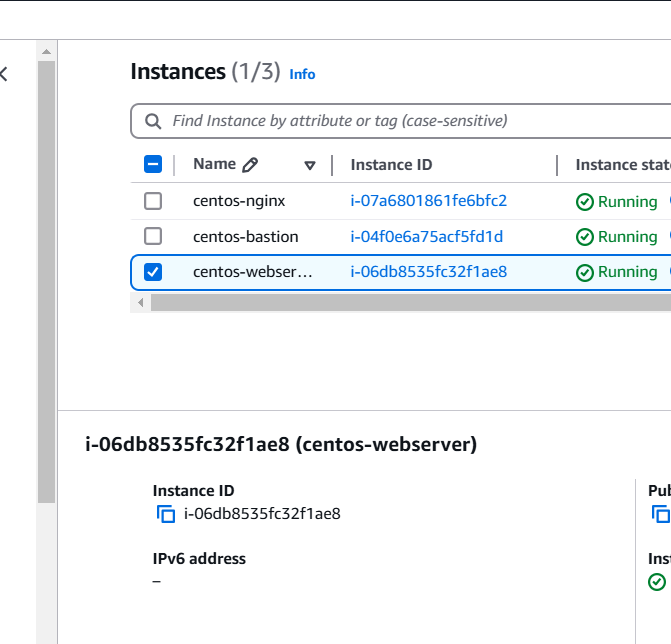 Instances (1/3) Info
Find Instance by attribute or tag (case-sensitive)
Name Instance ID Instance stat
centos-nginx i-07a6801861fe6bfc2 Running
centos-bastion i-04f0e6a75acf5fd1d Running
centos-webser... i-06db8535fc32f1ae8 Running
i-06db8535fc32f1ae8 (centos-webserver)
Instance ID Pub
i-06db8535fc32f1ae8
IPv6 address Inst
–